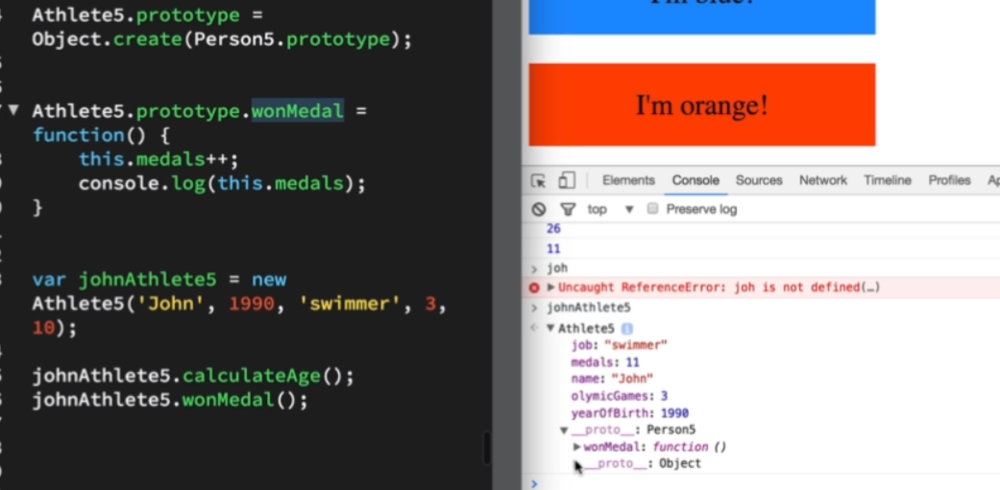 Athlete5.prototype =
Object.create(Person5.prototype);
Athlete5.prototype.wonMedal =
function() {
this.medals++;
console.log(this.medals);
}
var johnAthlete5 = new
Athlete5('John', 1990, 'swimmer', 3,
10);
johnAthlete5.calculateAge();
johnAthlete5.wonMedal();
I'm blue!
I'm orange!
Elements Console Sources Network Timeline Profiles
top ▼ Preserve log
26
11
> joh
▶Uncaught ReferenceError: joh is not defined(…)
> johnAthlete5
▼Athlete5 i
job: "swimmer"
medals: 11
name: "John"
olymicGames: 3
yearOfBirth: 1990
▼__proto__: Person5
▶wonMedal: function ()
__proto__: Object
>